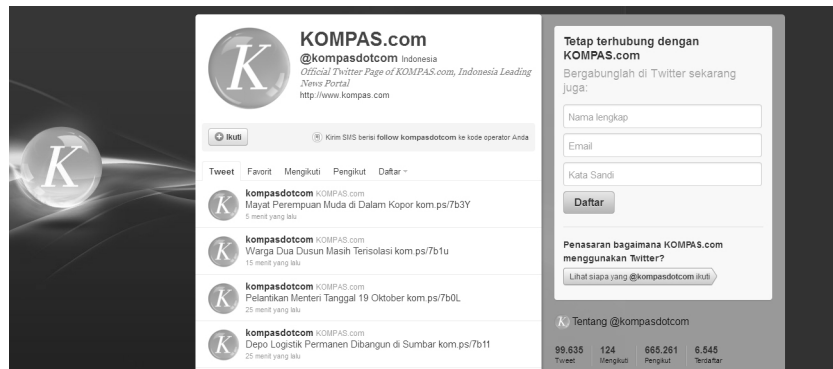 KOMPAS.com
@kompasdotcom Indonesia
Official Twitter Page of KOMPAS.com, Indonesia Leading
News Portal
http://www.kompas.com
Ikuti
Kirim SMS berisi follow kompasdotcom ke kode operator Anda
Tweet Favorit Mengikuti Pengikut Daftar
kompasdotcom KOMPAS.com
Mayat Perempuan Muda di Dalam Kopor kom.ps/7b3Y
5 menit yang lalu
kompasdotcom KOMPAS.com
Warga Dua Dusun Masih Terisolasi kom.ps/7b1u
15 menit yang lalu
kompasdotcom KOMPAS.com
Pelantikan Menteri Tanggal 19 Oktober kom.ps/7b0L
25 menit yang lalu
kompasdotcom KOMPAS.com
Depo Logistik Permanen Dibangun di Sumbar kom.ps/7b1f
25 menit yang lalu
Tetap terhubung dengan
KOMPAS.com
Bergabunglah di Twitter sekarang
juga:
Nama lengkap
Email
Kata Sandi
Daftar
Penasaran bagaimana KOMPAS.com
menggunakan Twitter?
Lihat siapa yang @kompasdotcom ikuti
Tentang @kompasdotcom
99.635 124 665.261 6.545
Tweet Mengikuti Pengikut Terdaftar
K
K
K
K
K
K
K